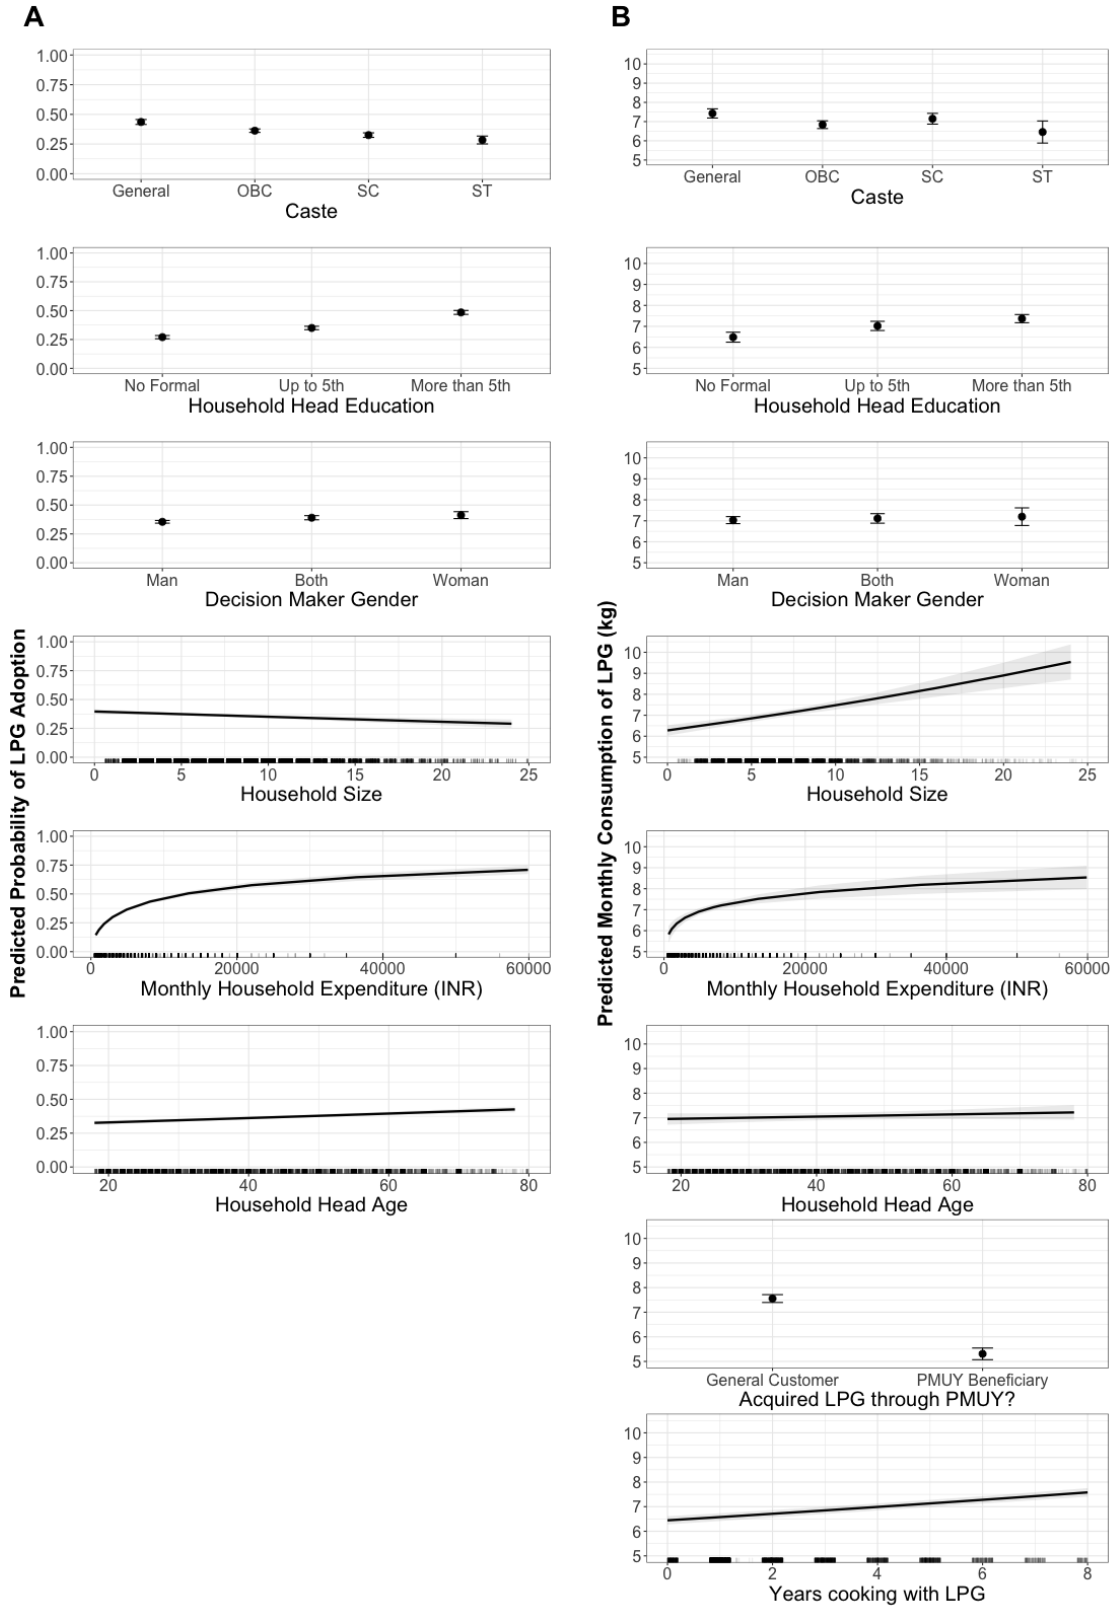 A
1.00
0.75
0.50
0.25
0.00
General OBC SC ST
Caste
1.00
0.75
0.50
0.25
0.00
No Formal Up to 5th More than 5th
Household Head Education
1.00
0.75
0.50
0.25
0.00
Man Both Woman
Decision Maker Gender
Predicted Probability of LPG Adoption
1.00
0.75
0.50
0.25
0.00
0 5 10 15 20 25
Household Size
1.00
0.75
0.50
0.25
0.00
0 20000 40000 60000
Monthly Household Expenditure (INR)
1.00
0.75
0.50
0.25
0.00
20 40 60 80
Household Head Age
B
10
9
8
7
6
5
General OBC SC ST
Caste
10
9
8
7
6
5
No Formal Up to 5th More than 5th
Household Head Education
10
9
8
7
6
5
Man Both Woman
Decision Maker Gender
Predicted Monthly Consumption of LPG (kg)
10
9
8
7
6
5
0 5 10 15 20 25
Household Size
10
9
8
7
6
5
0 20000 40000 60000
Monthly Household Expenditure (INR)
10
9
8
7
6
5
20 40 60 80
Household Head Age
10
9
8
7
6
5
General Customer PMUY Beneficiary
Acquired LPG through PMUY?
10
9
8
7
6
5
0 2 4 6 8
Years cooking with LPG